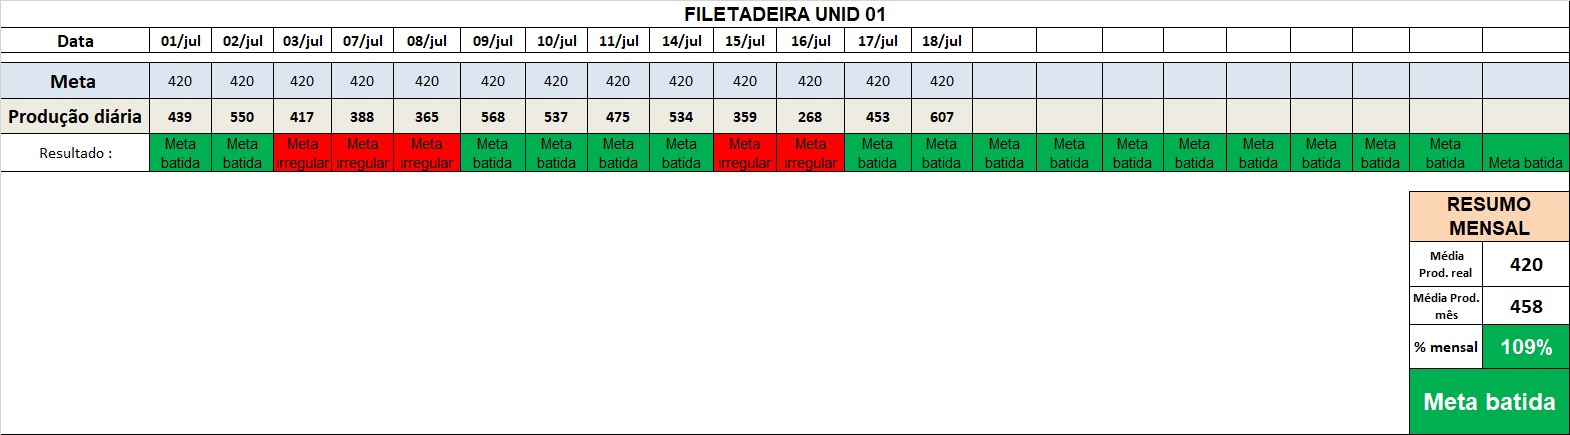 FILETADEIRA UNID 01
Data 01/jul 02/jul 03/jul 07/jul 08/jul 09/jul 10/jul 11/jul 14/jul 15/jul 16/jul 17/jul 18/jul
Meta 420 420 420 420 420 420 420 420 420 420 420 420 420
Produção diária 439 550 417 388 365 568 537 475 534 359 268 453 607
Resultado : Meta batida Meta batida Meta irregular Meta irregular Meta irregular Meta batida Meta batida Meta batida Meta batida Meta irregular Meta irregular Meta batida Meta batida Meta batida Meta batida Meta batida Meta batida Meta batida Meta batida Meta batida Meta batida Meta batida
RESUMO
MENSAL
Média
Prod. real 420
Média Prod.
mês 458
% mensal 109%
Meta batida